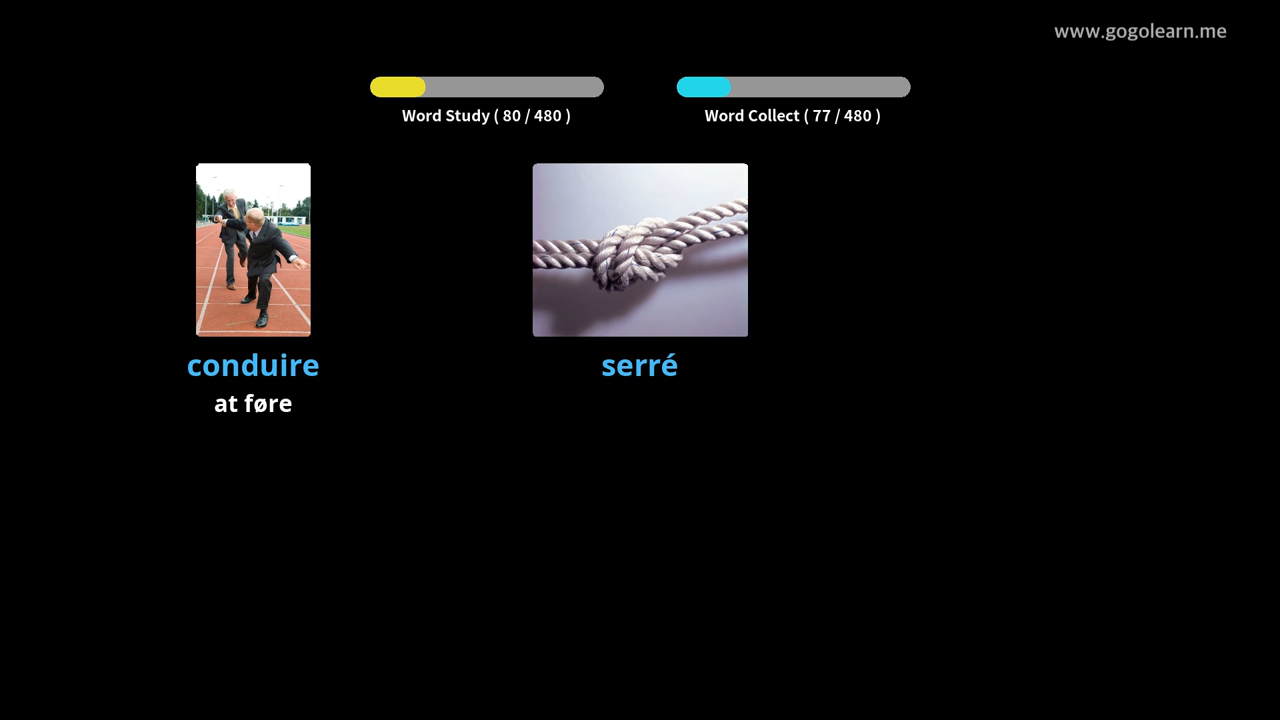 www.gogolearn.me
Word Study ( 80 / 480 )
Word Collect ( 77 / 480 )
conduire
at føre
serré